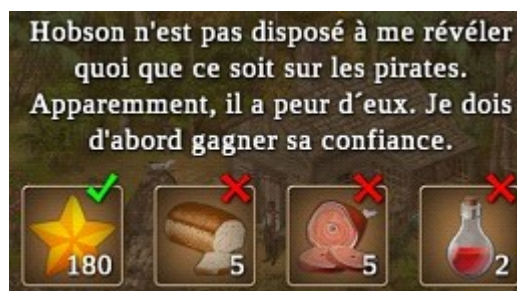 Hobson n'est pas disposé à me révéler
quoi que ce soit sur les pirates.
Apparemment, il a peur d´eux. Je dois
d'abord gagner sa confiance.
180 5 5 2